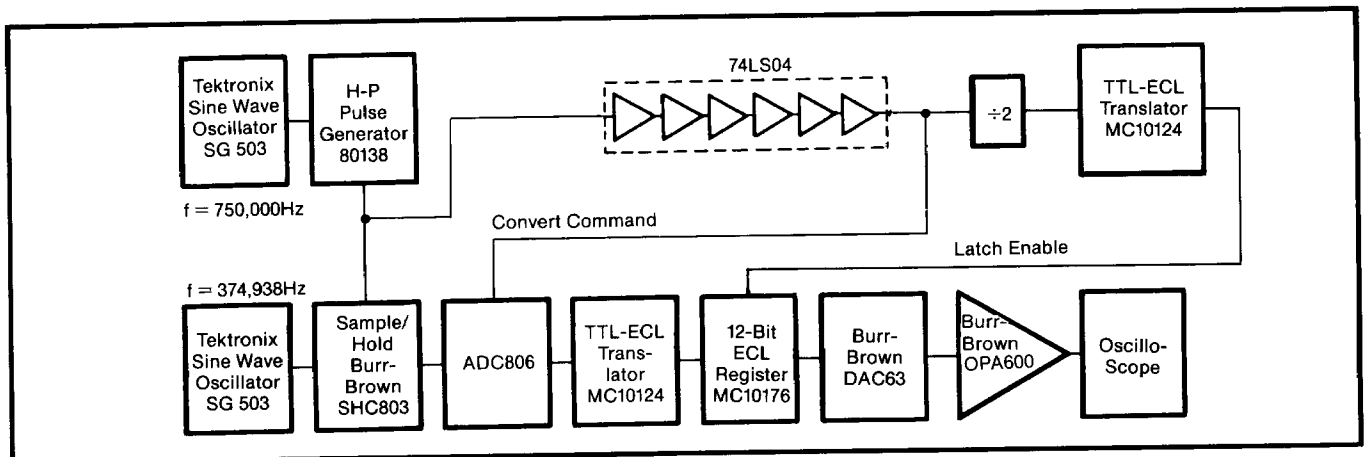 Tektronix
Sine Wave
Oscillator
SG 503
H-P
Pulse
Generator
80138
74LS04
÷2
TTL-ECL
Translator
MC10124
f = 750,000Hz
Convert Command
Latch Enable
f = 374,938Hz
Tektronix
Sine Wave
Oscillator
SG 503
Sample/
Hold
Burr-
Brown
SHC803
ADC806
TTL-ECL
Trans-
lator
MC10124
12-Bit
ECL
Register
MC10176
Burr-
Brown
DAC63
Burr-
Brown
OPA600
Oscillo-
Scope